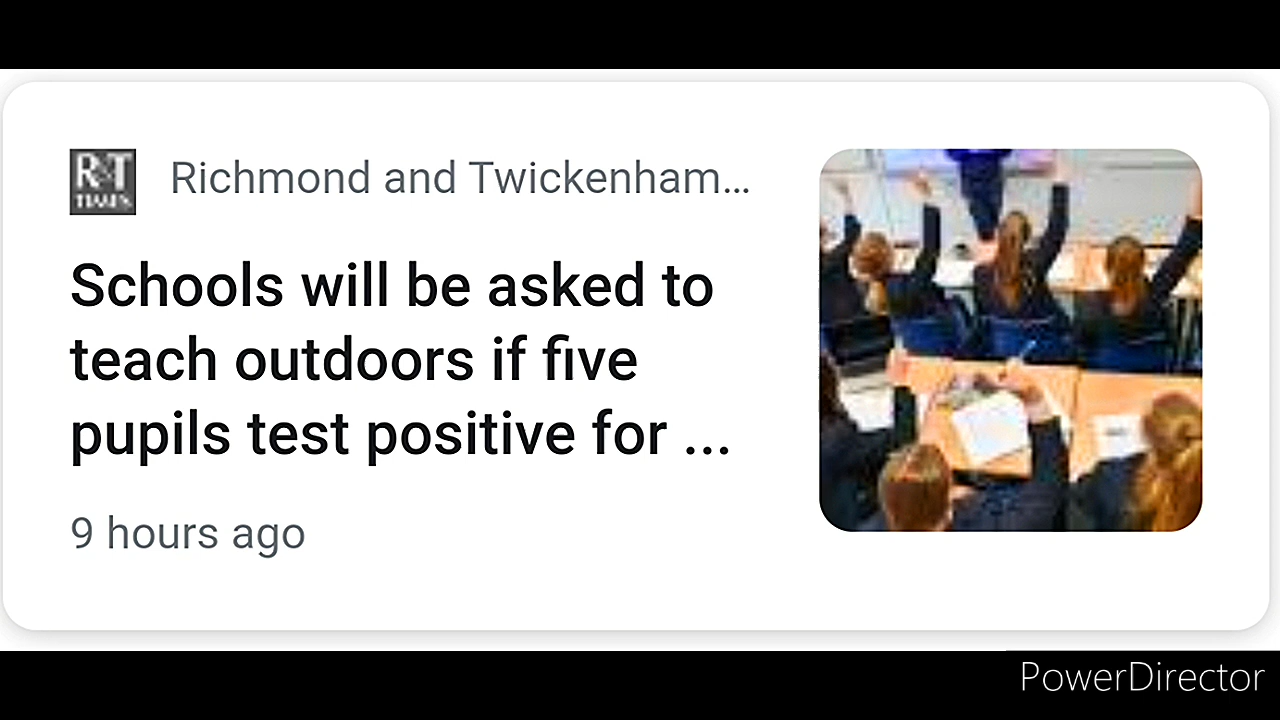 R&T
TIMES
Richmond and Twickenham...
Schools will be asked to
teach outdoors if five
pupils test positive for ...
9 hours ago
PowerDirector